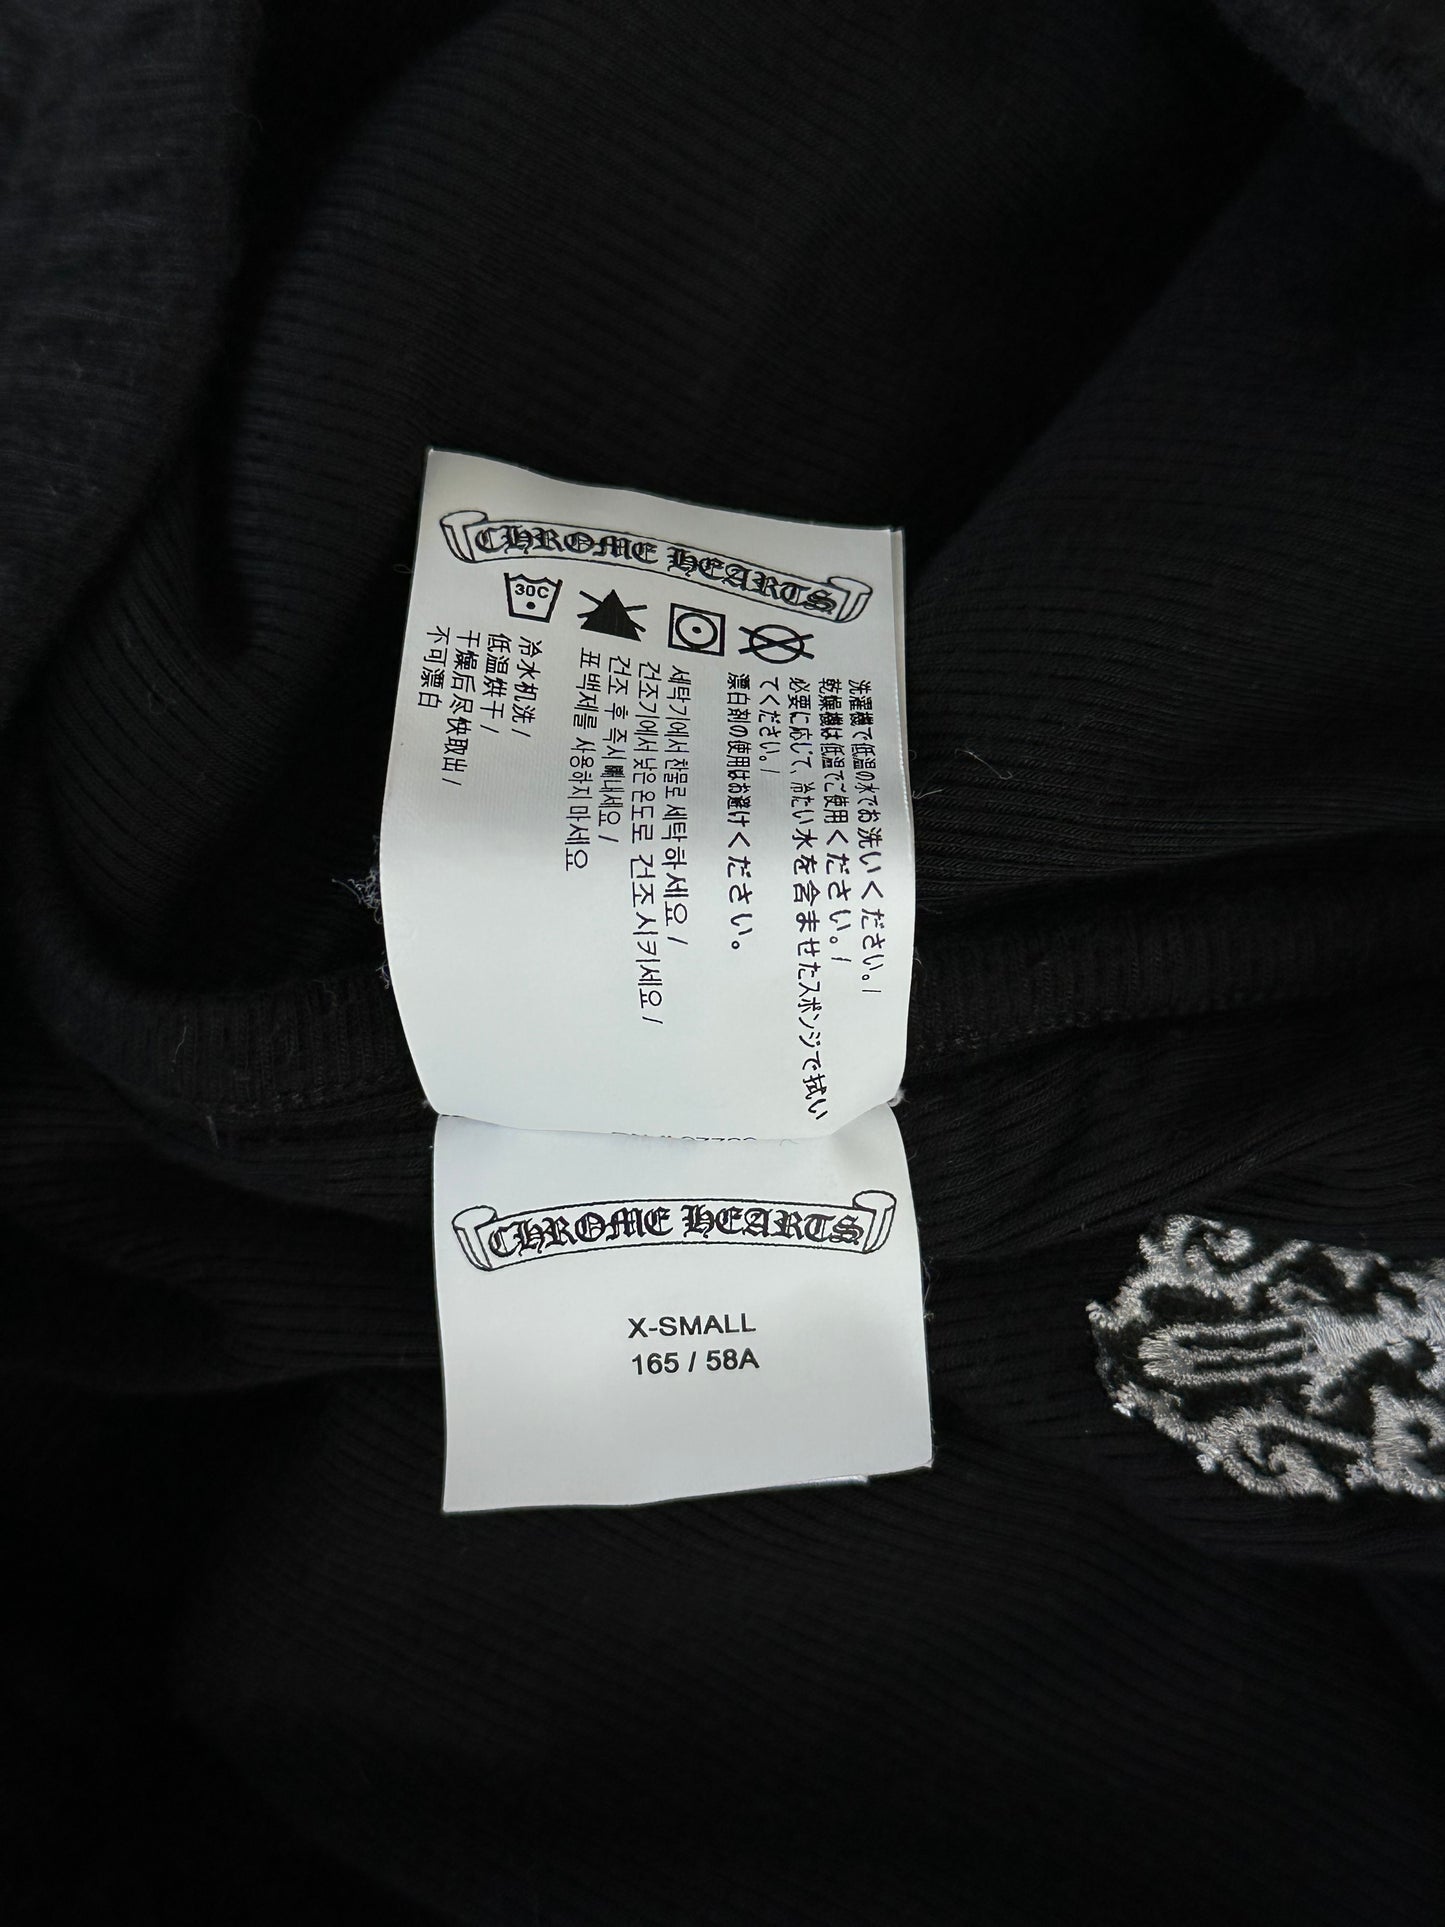 CHROME HEARTS
30C
冷水机洗 /
低温烘干 /
干燥后尽快取出 /
不可漂白
세탁기에서 찬물로 세탁하세요 /
건조기에서 낮은 온도로 건조시키세요 /
건조 후 즉시 빼내세요 /
표백제를 사용하지 마세요
洗濯機で低温の水でお洗いください。/
乾燥機は低温でご使用ください。/
必要に応じて、冷たい水を含ませたスポンジで拭い
てください。/
漂白剤の使用はお避けください。
CHROME HEARTS
X-SMALL
165 / 58A